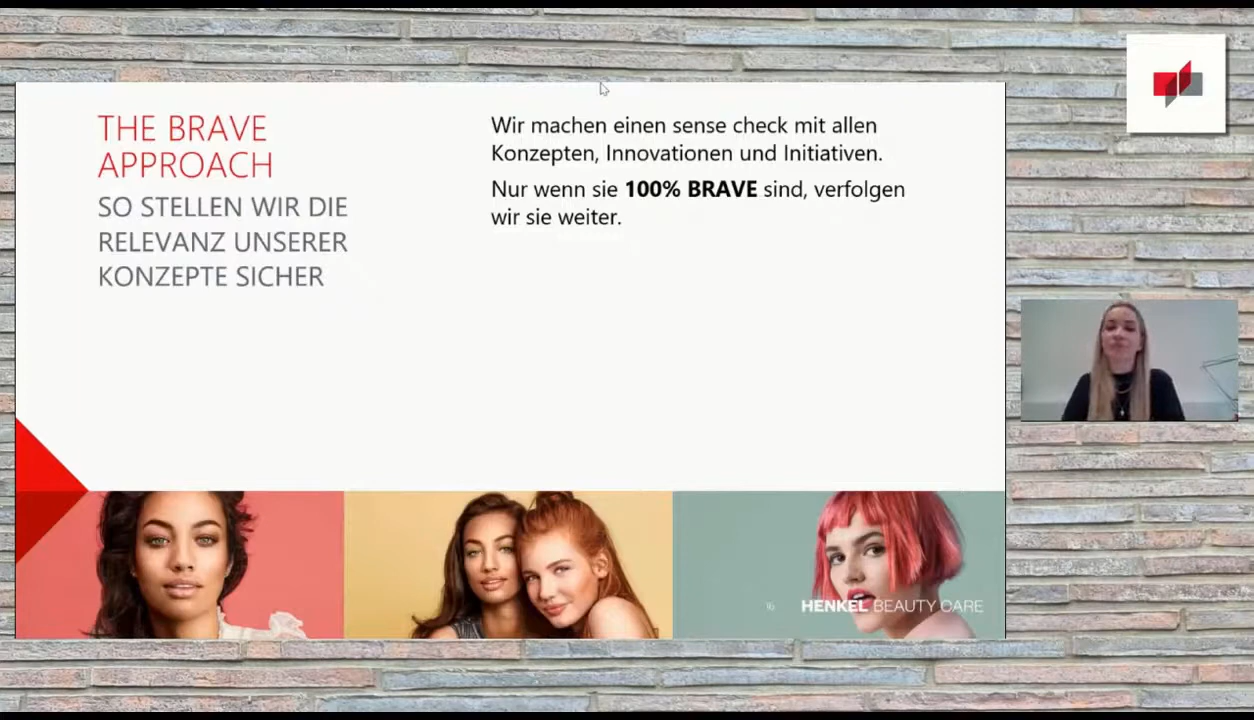 THE BRAVE
APPROACH
SO STELLEN WIR DIE
RELEVANZ UNSERER
KONZEPTE SICHER
Wir machen einen sense check mit allen
Konzepten, Innovationen und Initiativen.
Nur wenn sie 100% BRAVE sind, verfolgen
wir sie weiter.
16 HENKEL BEAUTY CARE